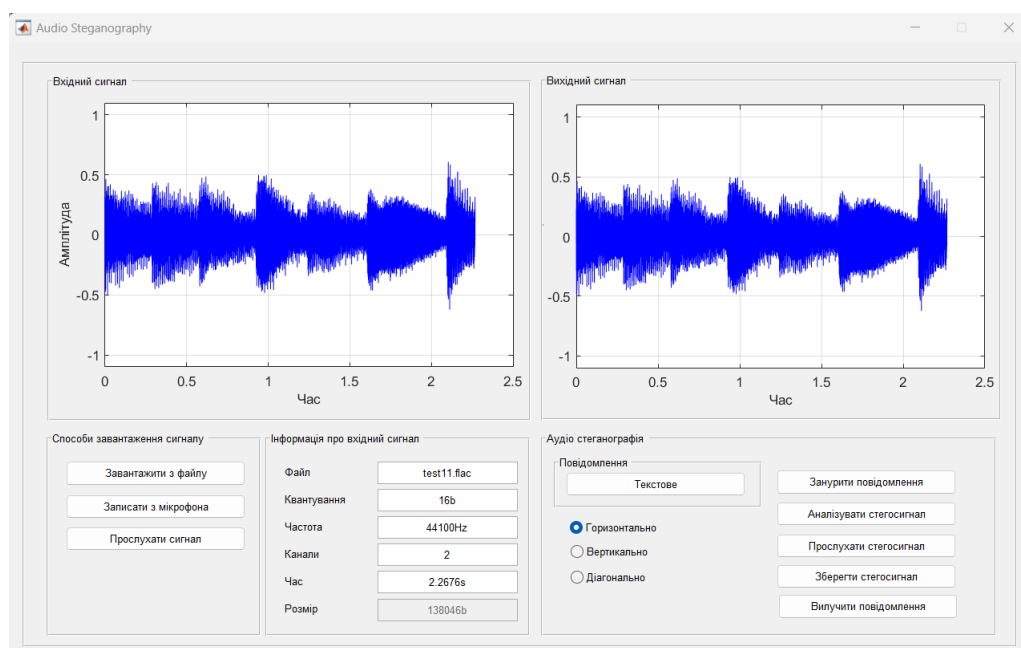 Audio Steganography
Вхідний сигнал
1
0.5
0
-0.5
-1
Амплітуда
0 0.5 1 1.5 2 2.5
Час
Вихідний сигнал
1
0.5
0
-0.5
-1
0 0.5 1 1.5 2 2.5
Час
Способи завантаження сигналу
Завантажити з файлу
Записати з мікрофона
Прослухати сигнал
Інформація про вхідний сигнал
Файл test11.flac
Квантування 16b
Частота 44100Hz
Канали 2
Час 2.2676s
Розмір 138046b
Аудіо стеганографія
Повідомлення
Текстове
Горизонтально
Вертикально
Діагонально
Занурити повідомлення
Аналізувати стегосигнал
Прослухати стегосигнал
Зберегти стегосигнал
Вилучити повідомлення